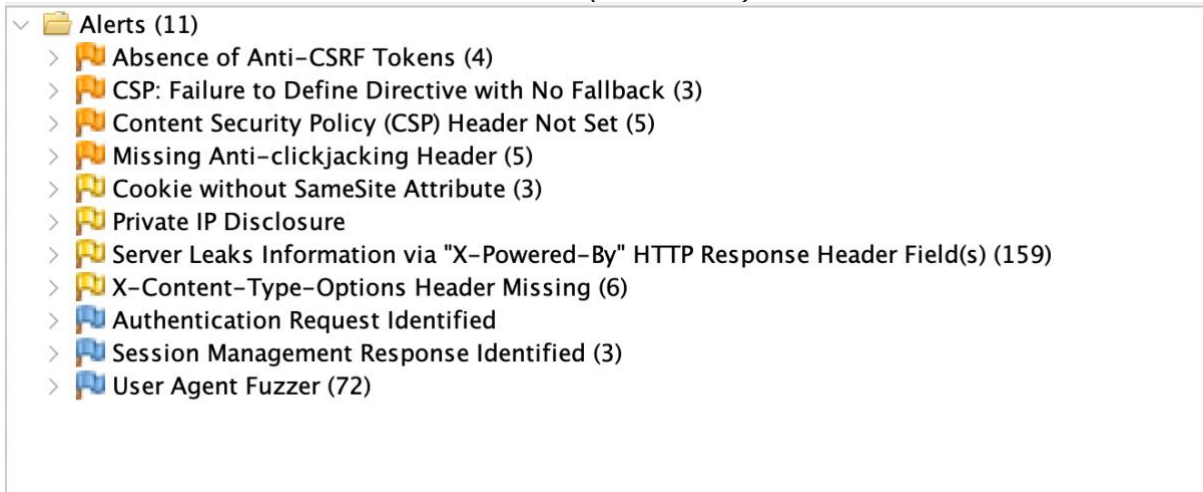 Alerts (11)
Absence of Anti-CSRF Tokens (4)
CSP: Failure to Define Directive with No Fallback (3)
Content Security Policy (CSP) Header Not Set (5)
Missing Anti-clickjacking Header (5)
Cookie without SameSite Attribute (3)
Private IP Disclosure
Server Leaks Information via "X-Powered-By" HTTP Response Header Field(s) (159)
X-Content-Type-Options Header Missing (6)
Authentication Request Identified
Session Management Response Identified (3)
User Agent Fuzzer (72)